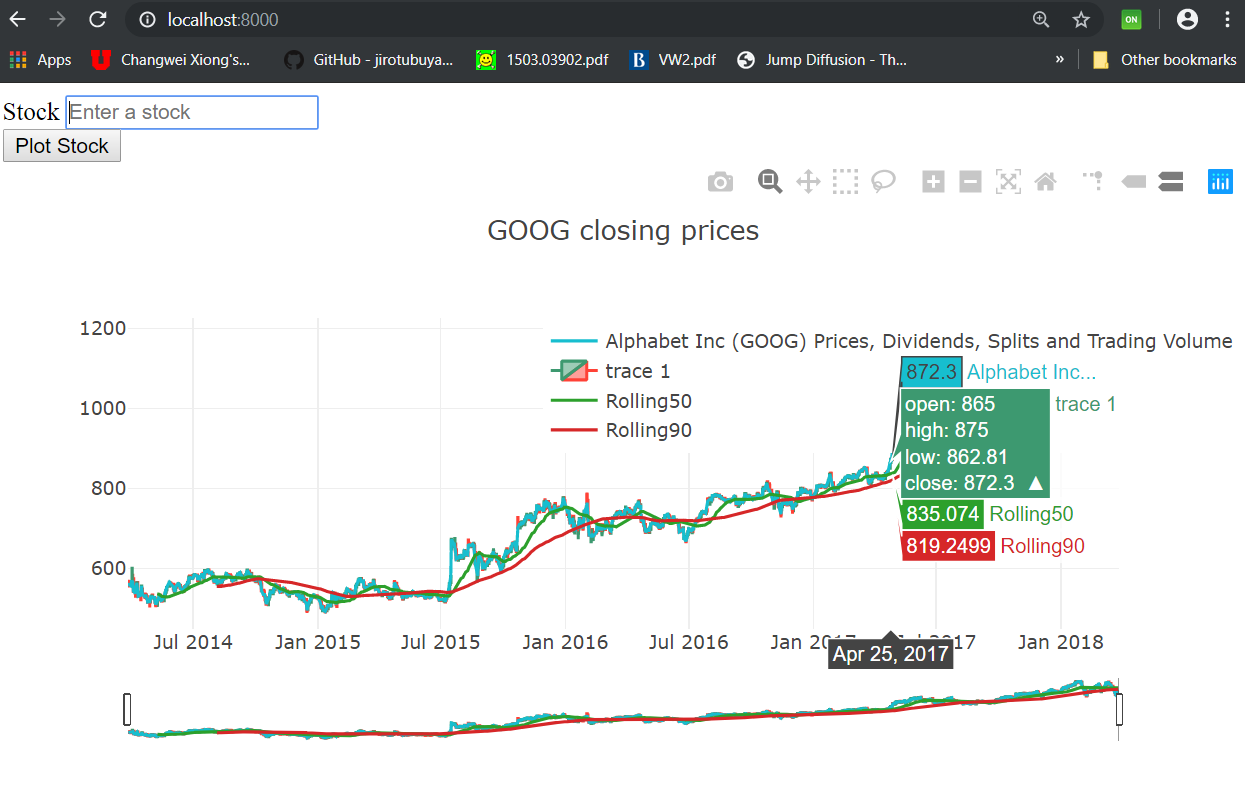 localhost:8000
ON
Apps Changwei Xiong's... GitHub - jirotubuya... 1503.03902.pdf B VW2.pdf Jump Diffusion - Th... » Other bookmarks
Stock Enter a stock
Plot Stock
GOOG closing prices
1200
1000
800
600
Alphabet Inc (GOOG) Prices, Dividends, Splits and Trading Volume
trace 1
Rolling50
Rolling90
872.3 Alphabet Inc...
open: 865 trace 1
high: 875
low: 862.81
close: 872.3 ▲
835.074 Rolling50
819.2499 Rolling90
Jul 2014 Jan 2015 Jul 2015 Jan 2016 Jul 2016 Jan 2017 Jul 2017 Jan 2018
Apr 25, 2017